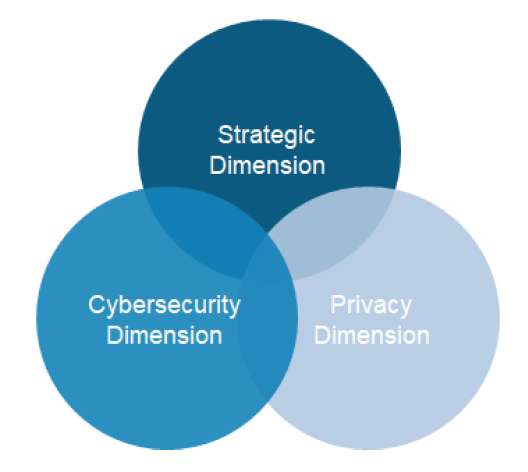 Strategic
Dimension
Cybersecurity
Dimension
Privacy
Dimension